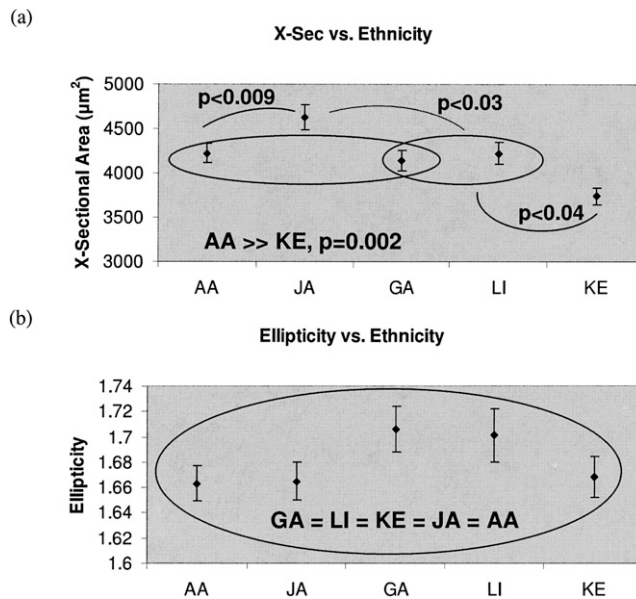 (a)
X-Sec vs. Ethnicity
X-Sectional Area (µm²)
5000
4500
4000
3500
3000
p<0.009
p<0.03
p<0.04
AA >> KE, p=0.002
AA JA GA LI KE
(b)
Ellipticity vs. Ethnicity
Ellipticity
1.74
1.72
1.7
1.68
1.66
1.64
1.62
1.6
GA = LI = KE = JA = AA
AA JA GA LI KE